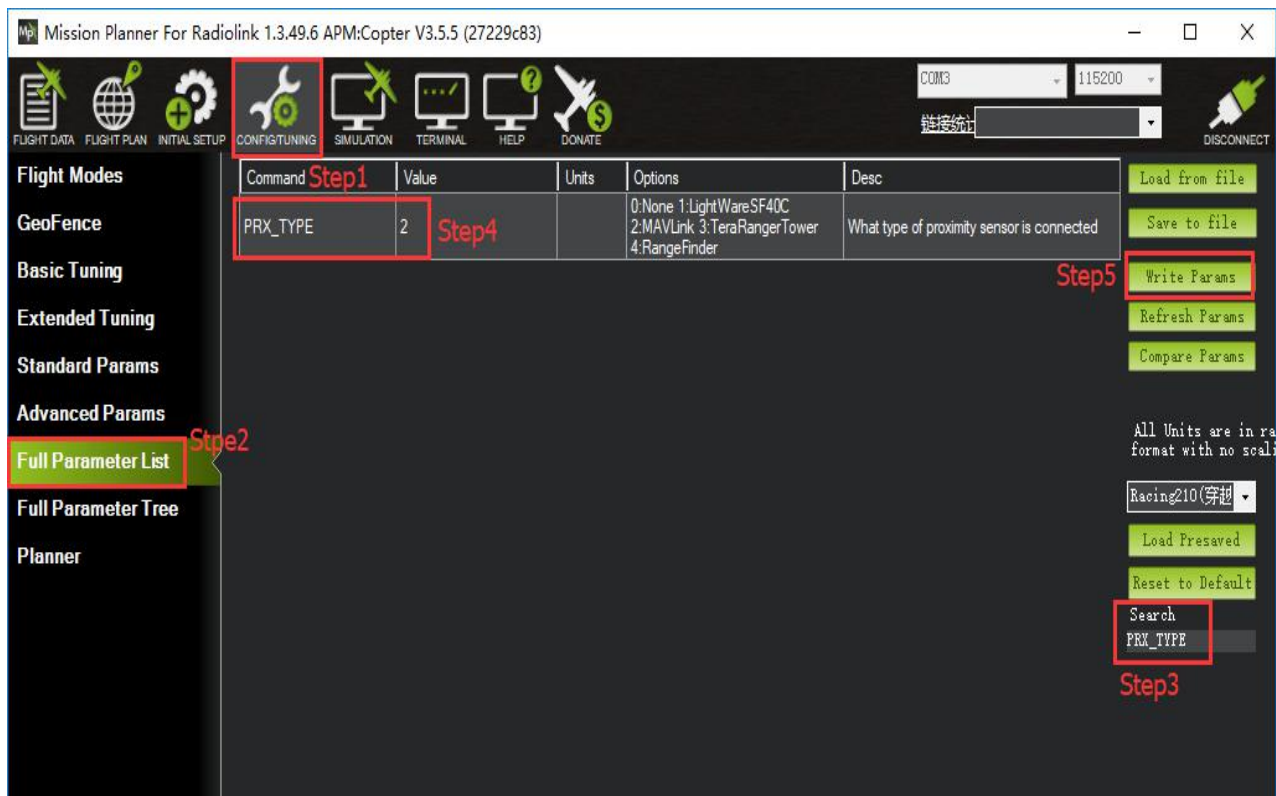 Mission Planner For Radiolink 1.3.49.6 APM:Copter V3.5.5 (27229c83)
FLIGHT DATA FLIGHT PLAN INITIAL SETUP CONFIG/TUNING SIMULATION TERMINAL HELP DONATE
COM3 115200
链接统计
DISCONNECT
Flight Modes
GeoFence
Basic Tuning
Extended Tuning
Standard Params
Advanced Params
Stpe2
Full Parameter List
Full Parameter Tree
Planner
Command Step1 Value Units Options Desc
PRX_TYPE 2 Step4
0:None 1:LightWareSF40C
2:MAVLink 3:TeraRangerTower
4:RangeFinder
What type of proximity sensor is connected
Load from file
Save to file
Step5 Write Params
Refresh Params
Compare Params
All Units are in ra
format with no scali
Racing210(穿越
Load Presaved
Reset to Default
Search
PRX_TYPE
Step3